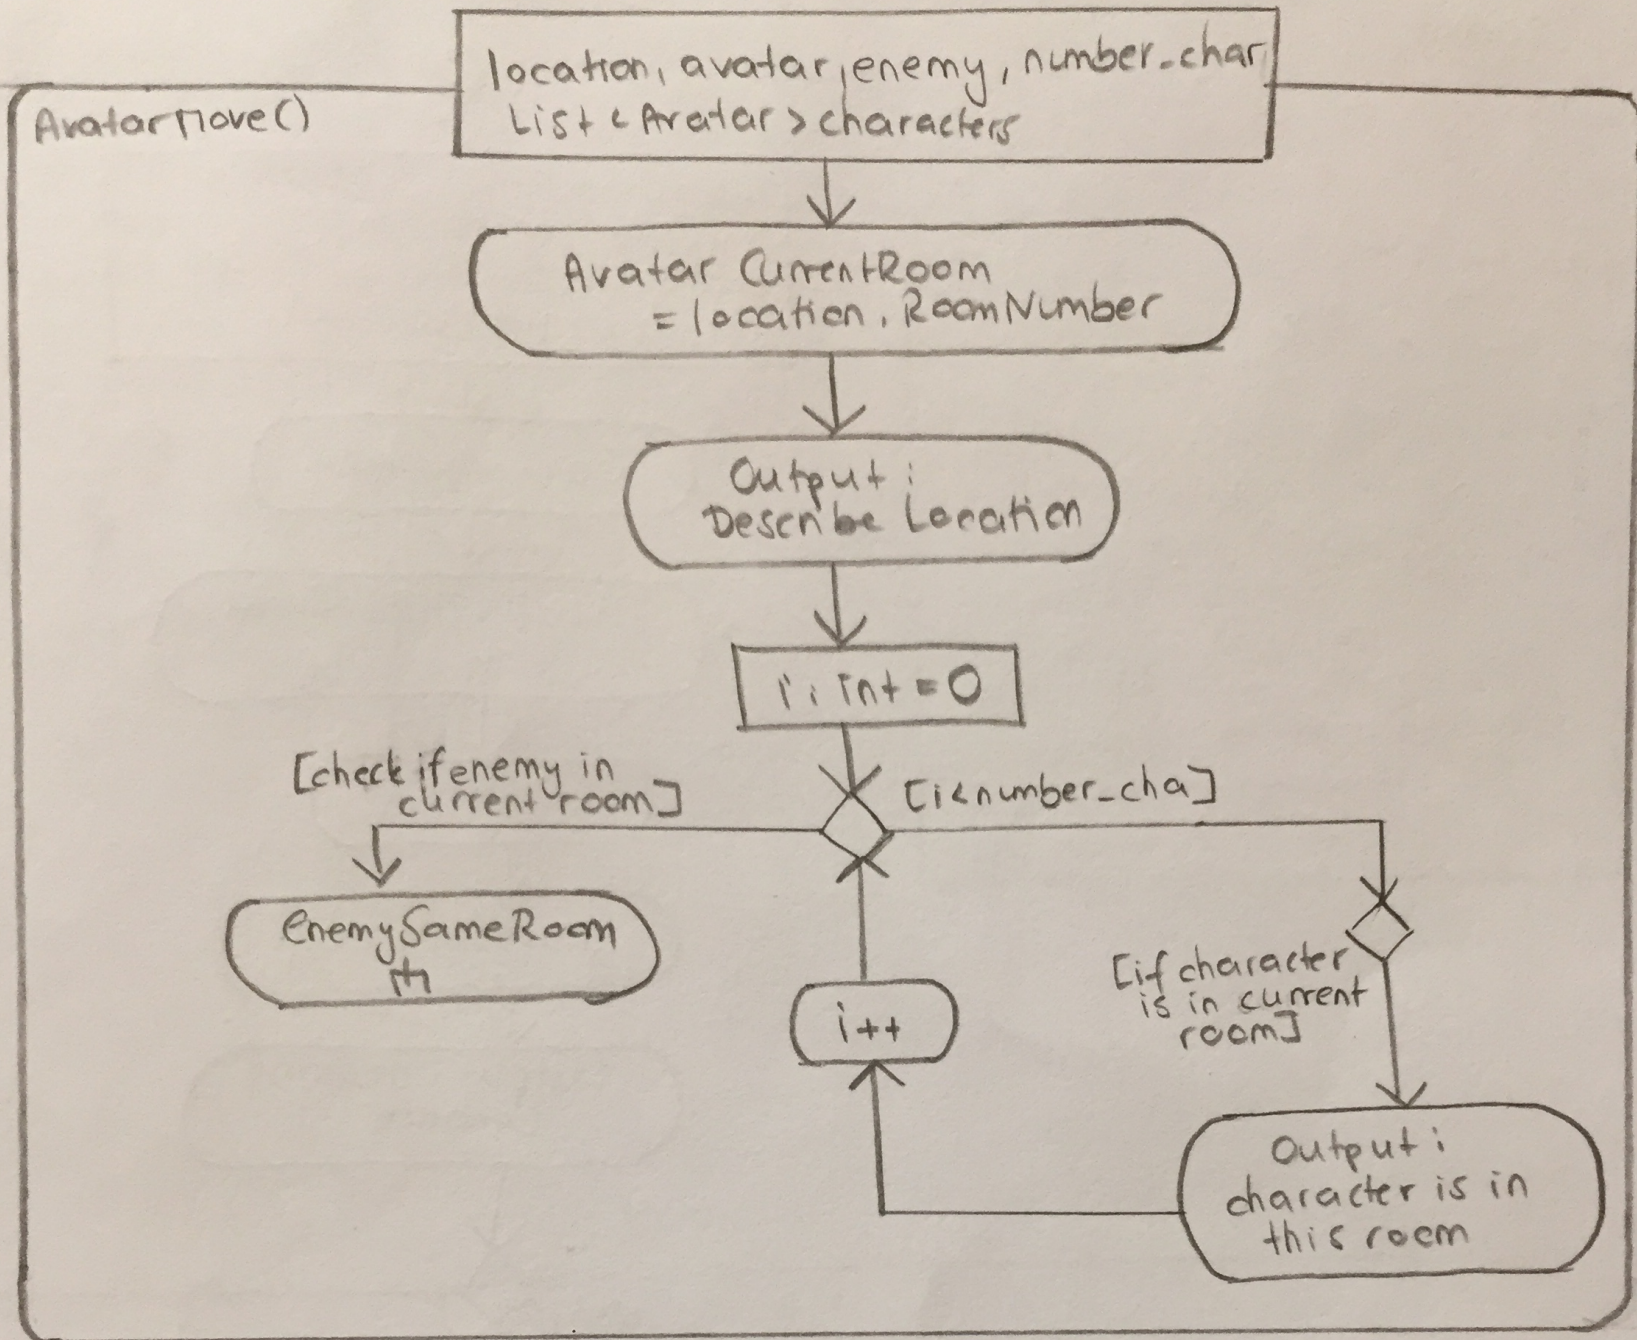 location, avatar, enemy, number_char
List <Avatar> characters
AvatarMove()
Avatar CurrentRoom
= location. RoomNumber
Output:
Describe Location
i: int = 0
[check if enemy in
current room]
[i<number_cha]
enemySameRoom
[if character
is in current
room]
i++
Output:
character is in
this room